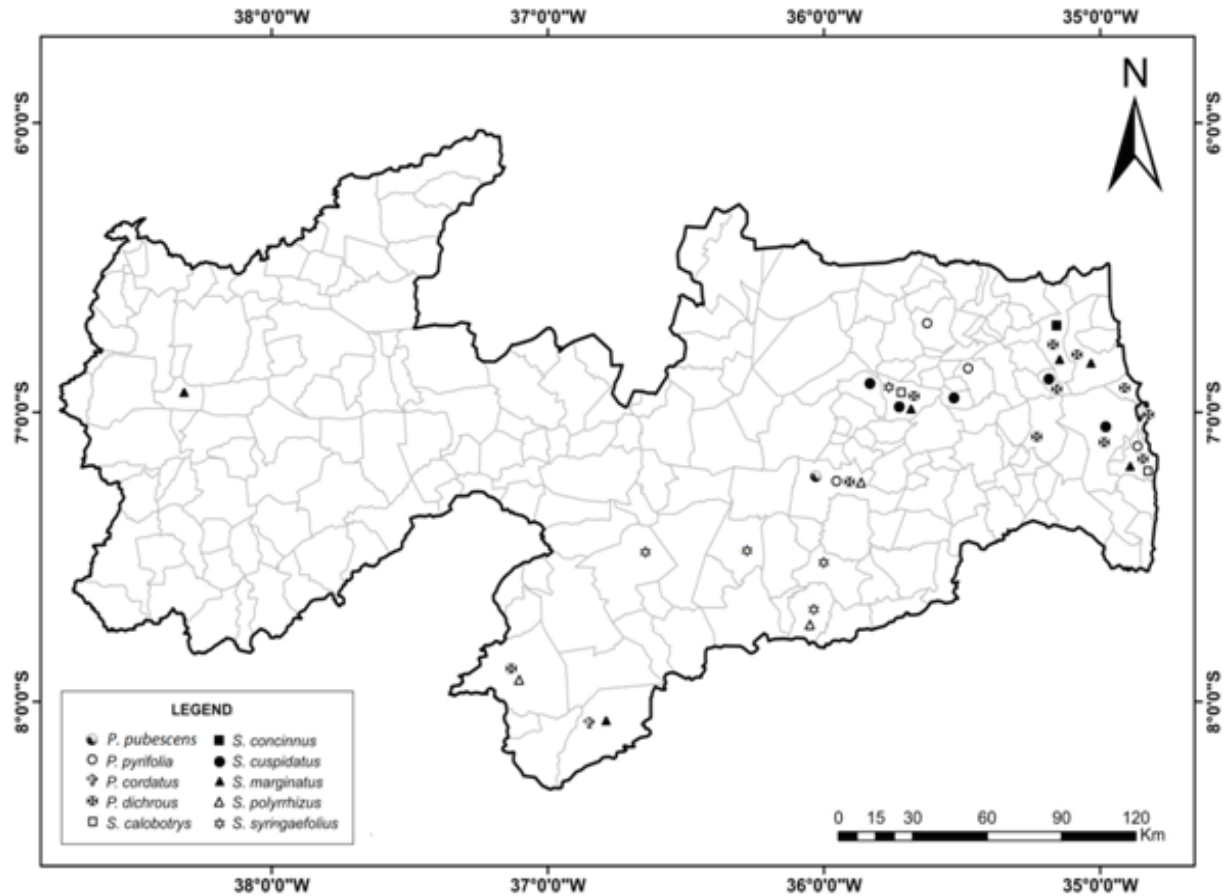 38°0'0"W 37°0'0"W 36°0'0"W 35°0'0"W
N
6°0'0"S 6°0'0"S
7°0'0"S 7°0'0"S
8°0'0"S 8°0'0"S
LEGEND
P. pubescens S. concinnus
P. pyrifolia S. cuspidatus
P. cordatus S. marginatus
P. dichrous S. polyrrhizus
S. calobotrys S. syringaefolius
0 15 30 60 90 120
Km
38°0'0"W 37°0'0"W 36°0'0"W 35°0'0"W